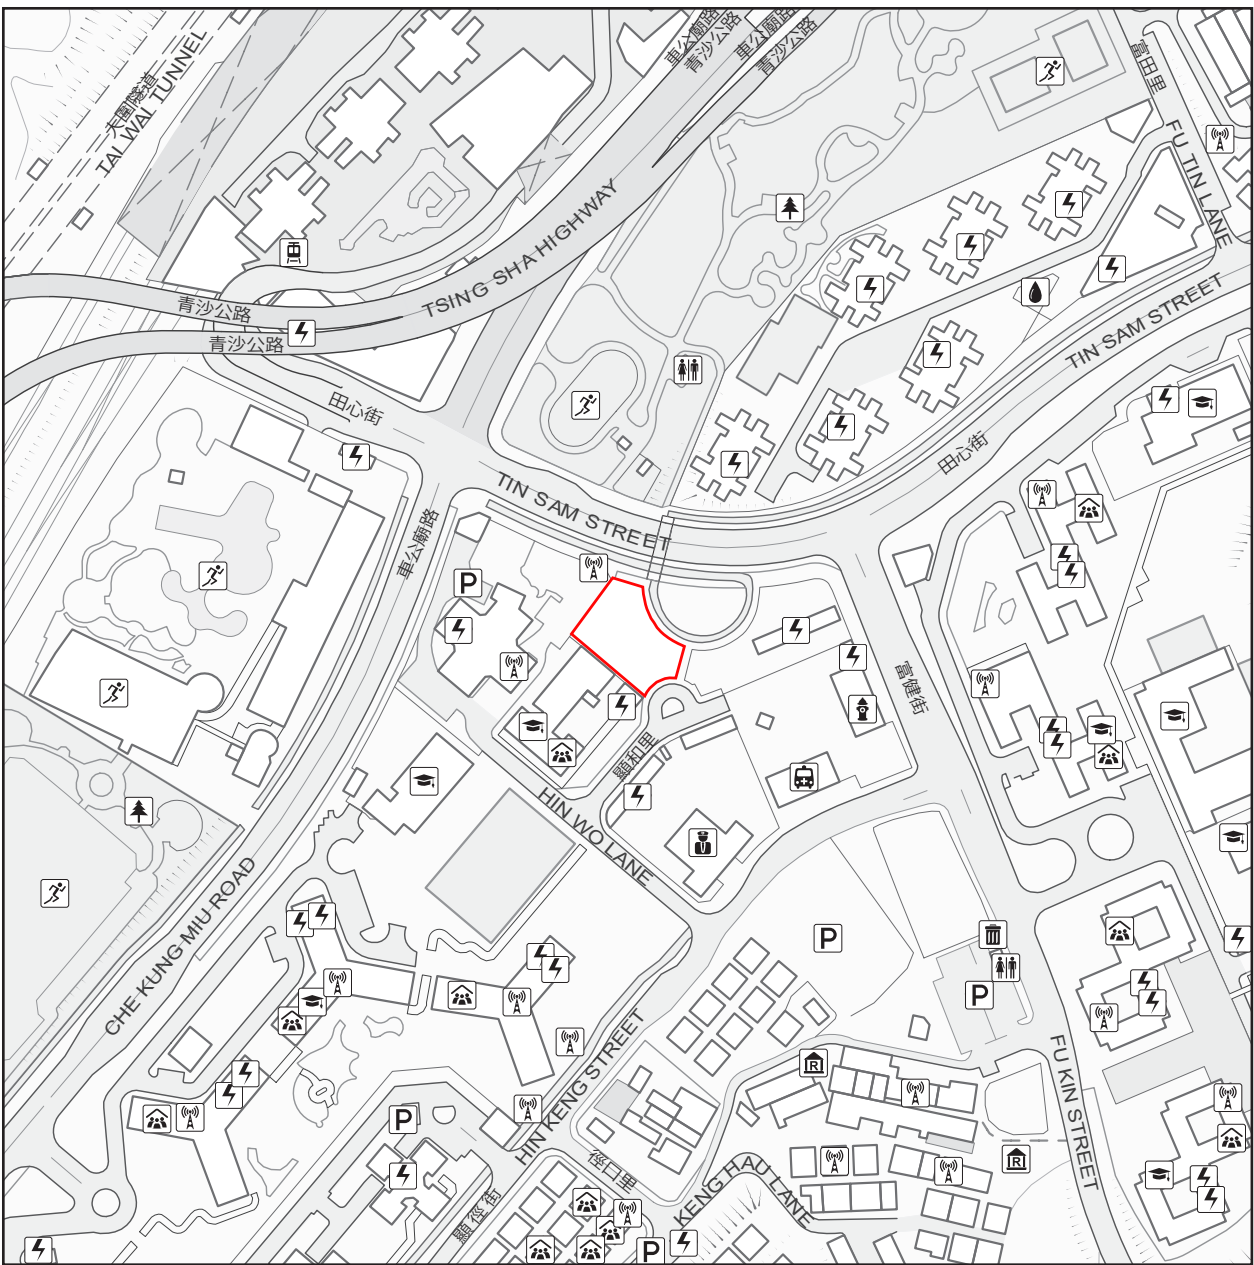 車公廟路
青沙公路
車公廟路
青沙公路
大圍隧道
TAI WAI TUNNEL
富田里
FU TIN LANE
TSING SHA HIGHWAY
青沙公路
青沙公路
田心街
TIN SAM STREET
田心街
TIN SAM STREET
車公廟路
P
富健街
顯和里
HIN WO LANE
CHE KUNG MIU ROAD
P
P
HIN KENG STREET
FU KIN STREET
R
P
R
徑口里
KENG HAU LANE
顯徑街
P